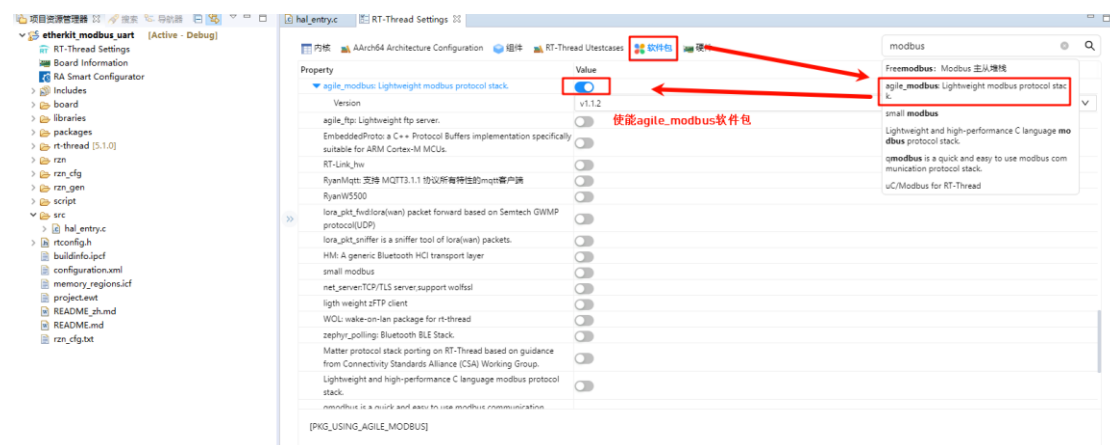 项目资源管理器 搜索 导航器
etherkit_modbus_uart [Active - Debug]
RT-Thread Settings
Board Information
RA Smart Configurator
Includes
board
libraries
packages
rt-thread [5.1.0]
rzn
rzn_cfg
rzn_gen
script
src
hal_entry.c
rtconfig.h
buildinfo.ipcf
configuration.xml
memory_regions.icf
project.ewt
README_zh.md
README.md
rzn_cfg.txt
hal_entry.c RT-Thread Settings
内核 AArch64 Architecture Configuration 组件 RT-Thread Utestcases 软件包 硬件
modbus
Freemodbus：Modbus 主从堆栈
agile_modbus: Lightweight modbus protocol stac
k.
small modbus
Lightweight and high-performance C language mo
dbus protocol stack.
qmodbus is a quick and easy to use modbus com
munication protocol stack.
uC/Modbus for RT-Thread
Property Value
agile_modbus: Lightweight modbus protocol stack.
Version v1.1.2
agile_ftp: Lightweight ftp server.
使能agile_modbus软件包
EmbeddedProto: a C++ Protocol Buffers implementation specifically
suitable for ARM Cortex-M MCUs.
RT-Link_hw
RyanMqtt: 支持 MQTT3.1.1 协议所有特性的mqtt客户端
RyanW5500
lora_pkt_fwd:lora(wan) packet forward based on Semtech GWMP
protocol(UDP)
lora_pkt_sniffer is a sniffer tool of lora(wan) packets.
HM: A generic Bluetooth HCI transport layer
small modbus
net_server:TCP/TLS server,support wolfssl
ligth weight zFTP client
WOL: wake-on-lan package for rt-thread
zephyr_polling: Bluetooth BLE Stack.
Matter protocol stack porting on RT-Thread based on guidance
from Connectivity Standards Alliance (CSA) Working Group.
Lightweight and high-performance C language modbus protocol
stack.
qmodbus is a quick and easy to use modbus communication
[PKG_USING_AGILE_MODBUS]